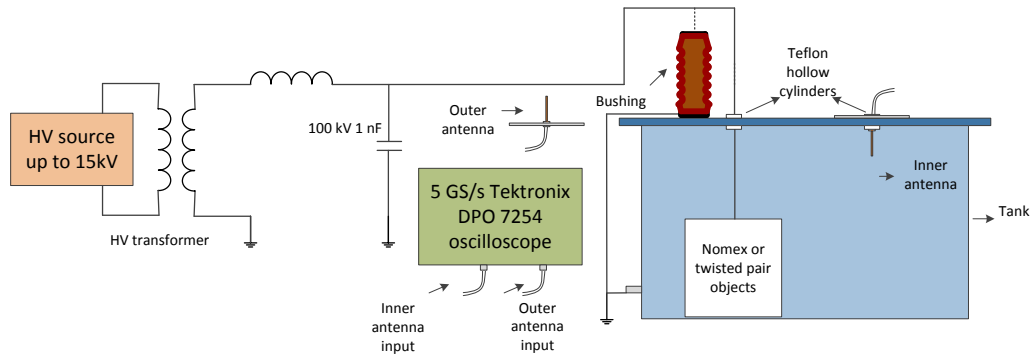 HV source
up to 15kV
HV transformer
100 kV 1 nF
Outer
antenna
5 GS/s Tektronix
DPO 7254
oscilloscope
Inner
antenna
input
Outer
antenna
input
Bushing
Teflon
hollow
cylinders
Inner
antenna
Tank
Nomex or
twisted pair
objects